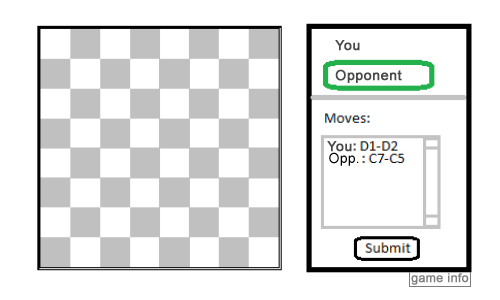 You
Opponent
Moves:
You: D1-D2
Opp. : C7-C5
Submit
game info